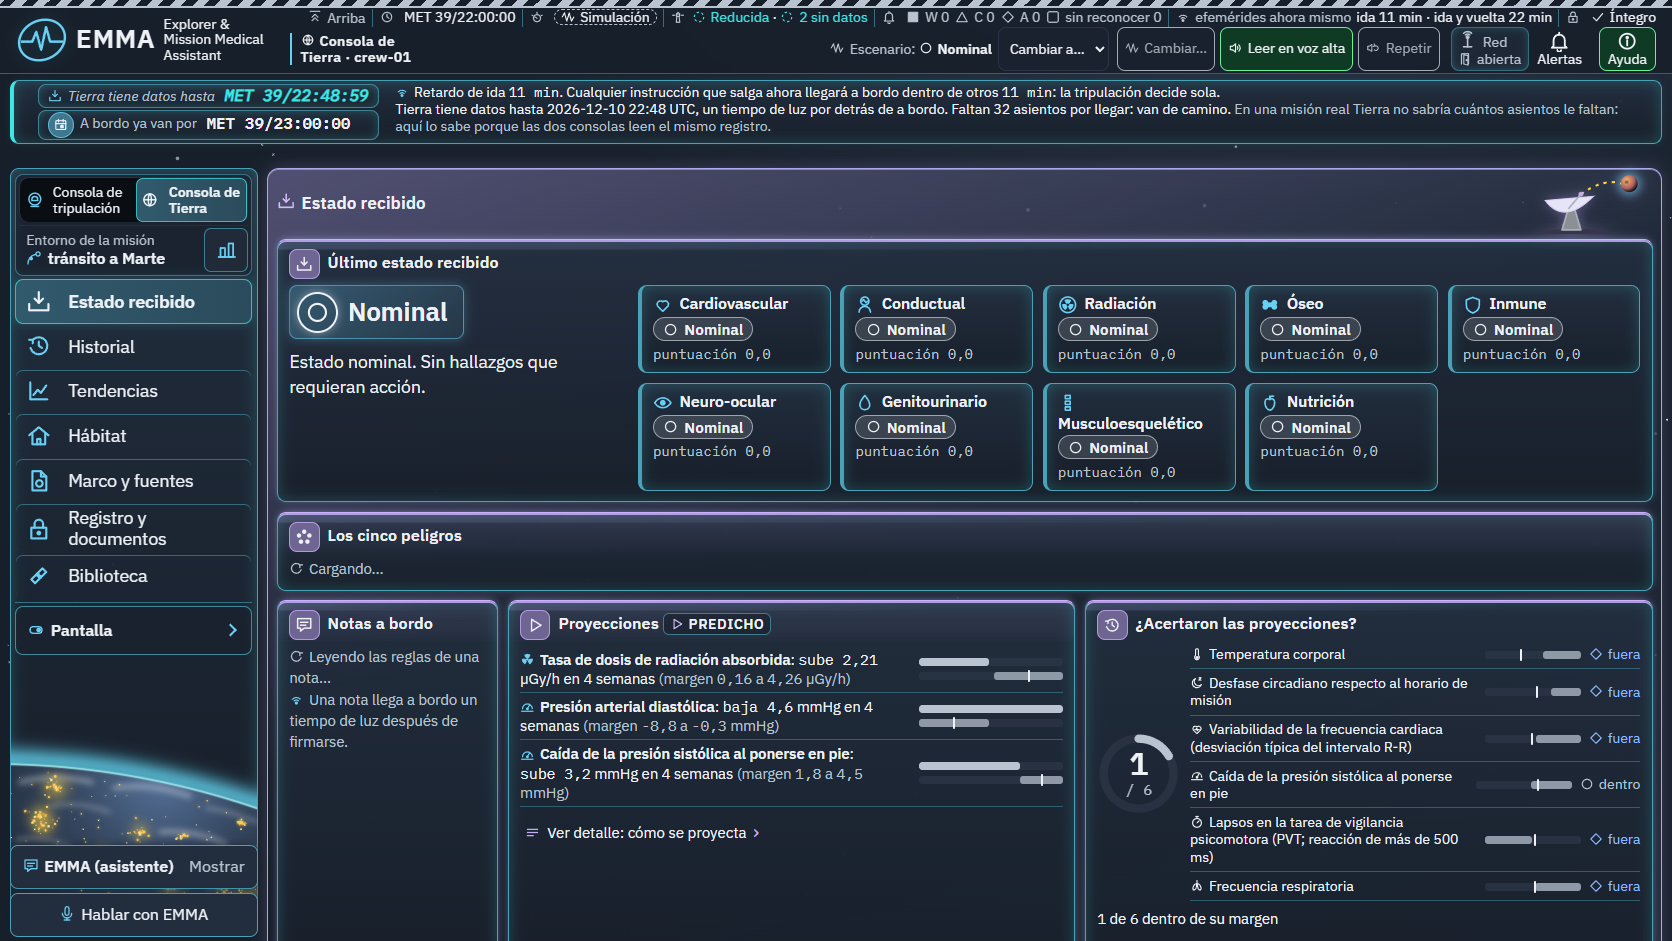 Arriba
MET 39/22:00:00
Simulación
Reducida · 2 sin datos
W 0 C 0 A 0 sin reconocer 0
efemérides ahora mismo ida 11 min · ida y vuelta 22 min
Íntegro
EMMA
Explorer &
Mission Medical
Assistant
Consola de
Tierra · crew-01
Escenario: Nominal
Cambiar a...
Cambiar...
Leer en voz alta
Repetir
Red
abierta
Alertas
Ayuda
Tierra tiene datos hasta MET 39/22:48:59
A bordo ya van por MET 39/23:00:00
Retardo de ida 11 min. Cualquier instrucción que salga ahora llegará a bordo dentro de otros 11 min: la tripulación decide sola.
Tierra tiene datos hasta 2026-12-10 22:48 UTC, un tiempo de luz por detrás de a bordo. Faltan 32 asientos por llegar: van de camino. En una misión real Tierra no sabría cuántos asientos le faltan:
aquí lo sabe porque las dos consolas leen el mismo registro.
Consola de
tripulación
Consola de
Tierra
Entorno de la misión
tránsito a Marte
Estado recibido
Historial
Tendencias
Hábitat
Marco y fuentes
Registro y
documentos
Biblioteca
Pantalla
EMMA (asistente) Mostrar
Hablar con EMMA
Estado recibido
Último estado recibido
Nominal
Estado nominal. Sin hallazgos que
requieran acción.
Cardiovascular
Nominal
puntuación 0,0
Conductual
Nominal
puntuación 0,0
Radiación
Nominal
puntuación 0,0
Óseo
Nominal
puntuación 0,0
Inmune
Nominal
puntuación 0,0
Neuro-ocular
Nominal
puntuación 0,0
Genitourinario
Nominal
puntuación 0,0
Musculoesquelético
Nominal
puntuación 0,0
Nutrición
Nominal
puntuación 0,0
Los cinco peligros
Cargando...
Notas a bordo
Leyendo las reglas de una
nota...
Una nota llega a bordo un
tiempo de luz después de
firmarse.
Proyecciones PREDICHO
Tasa de dosis de radiación absorbida: sube 2,21
µGy/h en 4 semanas (margen 0,16 a 4,26 µGy/h)
Presión arterial diastólica: baja 4,6 mmHg en 4
semanas (margen -8,8 a -0,3 mmHg)
Caída de la presión sistólica al ponerse en pie:
sube 3,2 mmHg en 4 semanas (margen 1,8 a 4,5
mmHg)
Ver detalle: cómo se proyecta
¿Acertaron las proyecciones?
1
/ 6
Temperatura corporal fuera
Desfase circadiano respecto al horario de
misión fuera
Variabilidad de la frecuencia cardiaca
(desviación típica del intervalo R-R) fuera
Caída de la presión sistólica al ponerse
en pie dentro
Lapsos en la tarea de vigilancia
psicomotora (PVT; reacción de más de 500
ms) fuera
Frecuencia respiratoria fuera
1 de 6 dentro de su margen